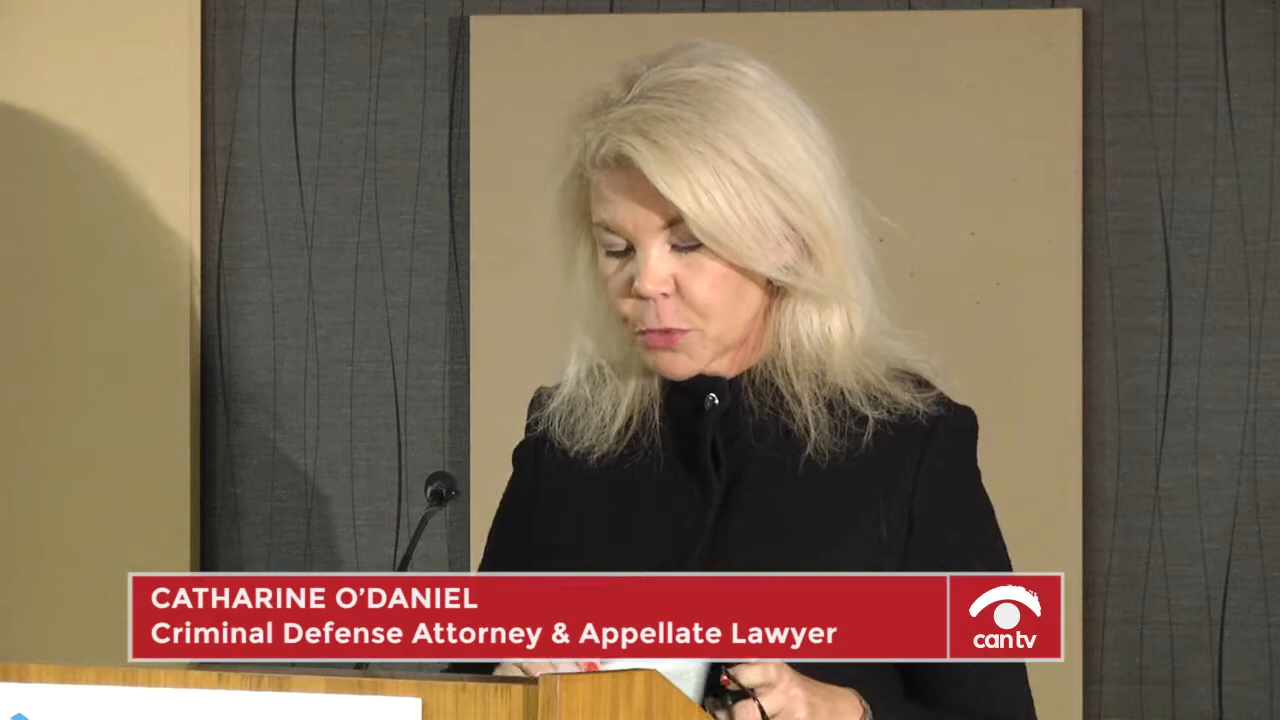 CATHARINE O'DANIEL
Criminal Defense Attorney & Appellate Lawyer
cantv